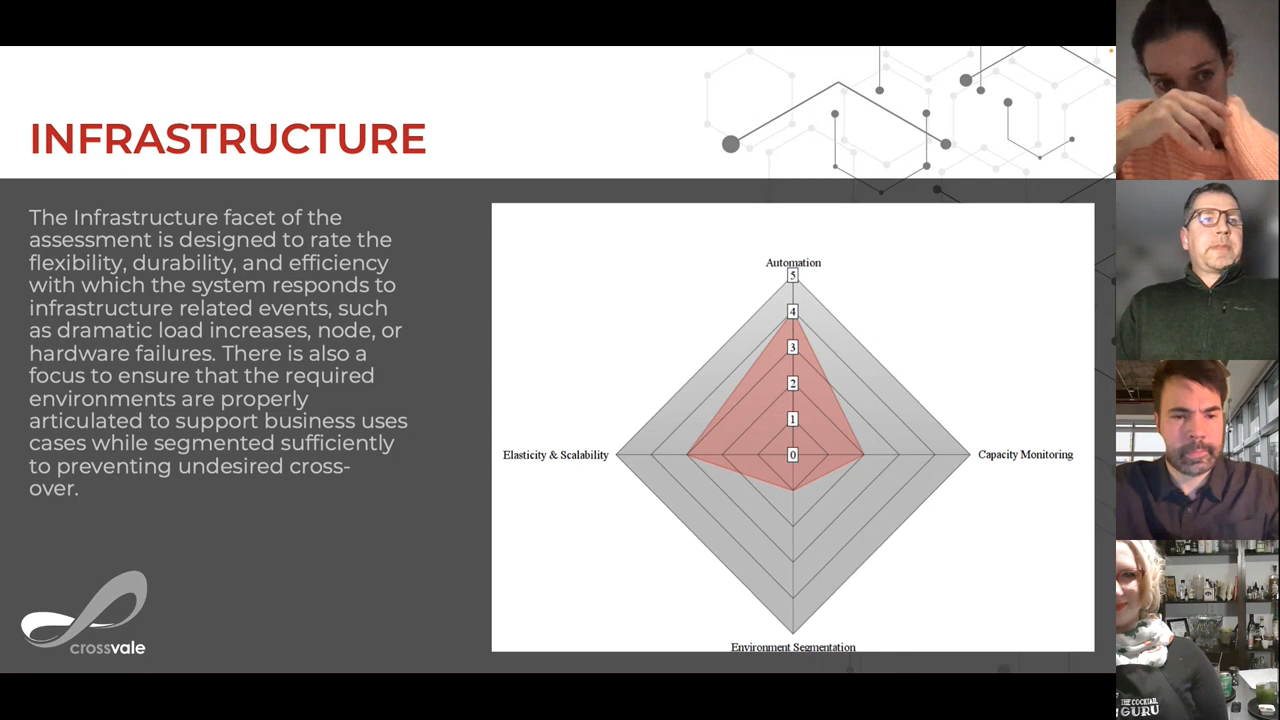 INFRASTRUCTURE
The Infrastructure facet of the
assessment is designed to rate the
flexibility, durability, and efficiency
with which the system responds to
infrastructure related events, such
as dramatic load increases, node, or
hardware failures. There is also a
focus to ensure that the required
environments are properly
articulated to support business uses
cases while segmented sufficiently
to preventing undesired cross-
over.
crossvale
Automation
5
4
3
2
1
0
Elasticity & Scalability
Capacity Monitoring
Environment Segmentation
THE COCKTAIL
GURU